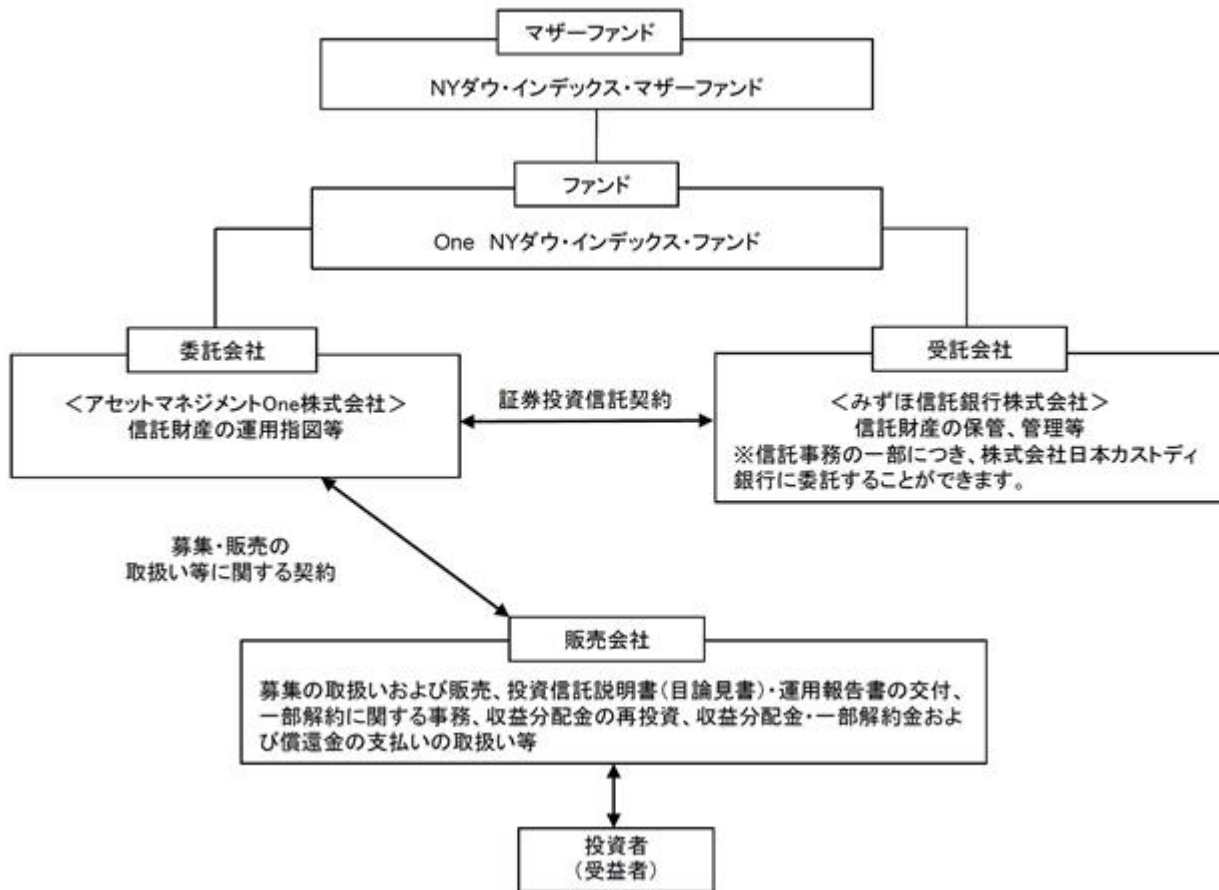 マザーファンド
NYダウ・インデックス・マザーファンド
ファンド
One NYダウ・インデックス・ファンド
委託会社
＜アセットマネジメントOne株式会社＞
信託財産の運用指図等
証券投資信託契約
受託会社
＜みずほ信託銀行株式会社＞
信託財産の保管、管理等
※信託事務の一部につき、株式会社日本カストディ
銀行に委託することができます。
募集・販売の
取扱い等に関する契約
販売会社
募集の取扱いおよび販売、投資信託説明書（目論見書）・運用報告書の交付、
一部解約に関する事務、収益分配金の再投資、収益分配金・一部解約金およ
び償還金の支払いの取扱い等
投資者
（受益者）